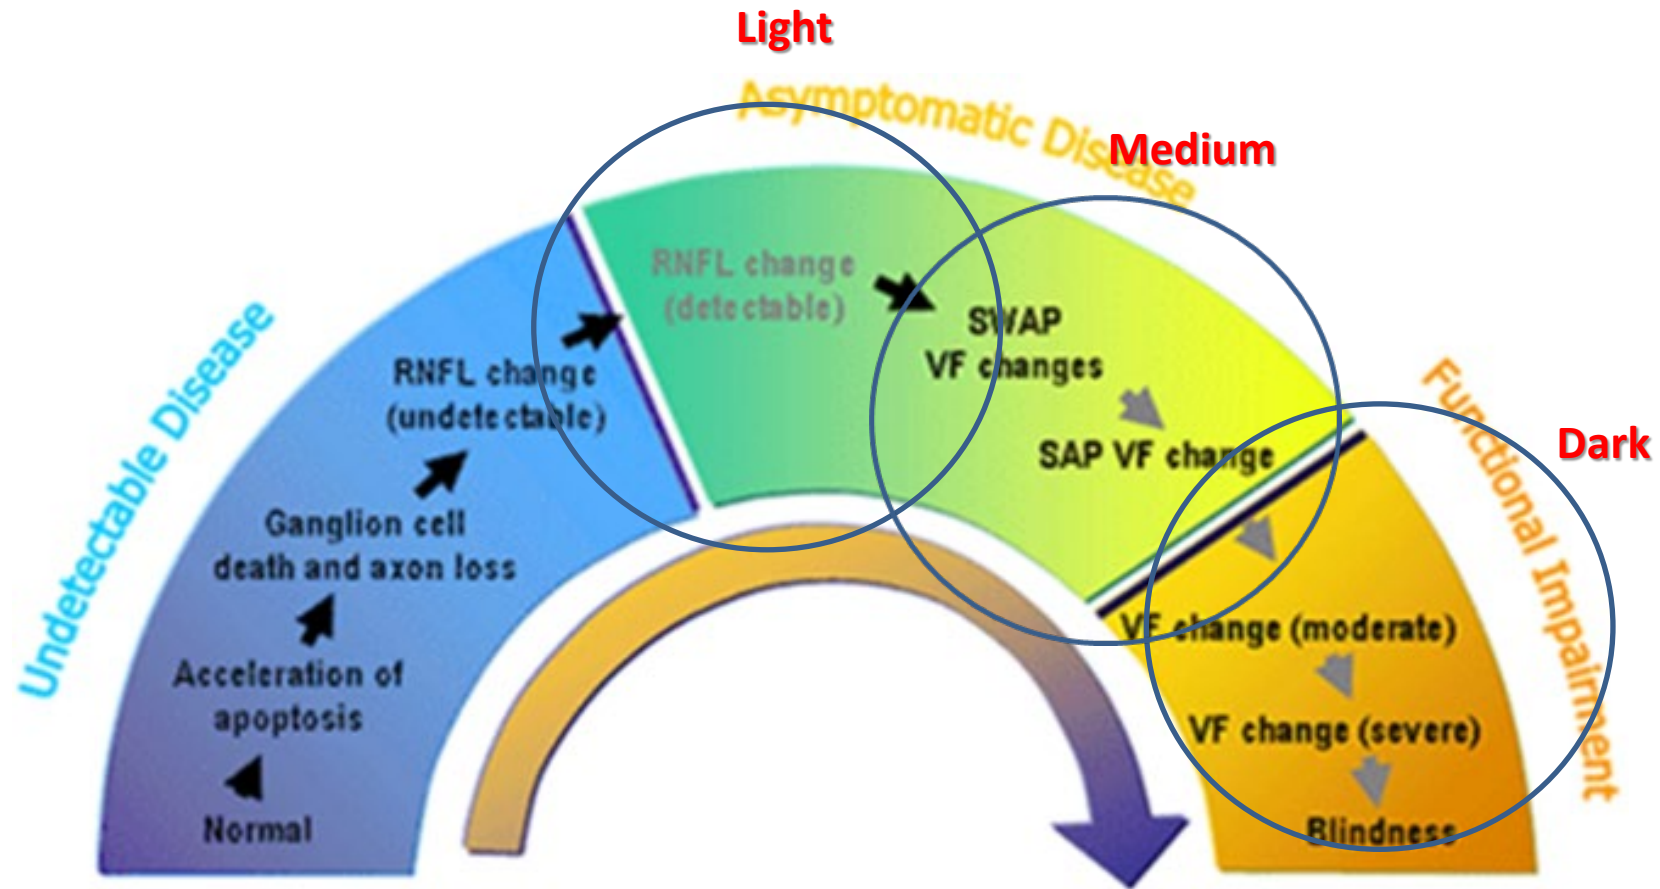 Light
Asymptomatic Disease
Medium
RNFL change
(detectable)
SWAP
VF changes
SAP VF change
Undetectable Disease
RNFL change
(undetectable)
Ganglion cell
death and axon loss
Acceleration of
apoptosis
Normal
Functional Impairment
Dark
VF change (moderate)
VF change (severe)
Blindness